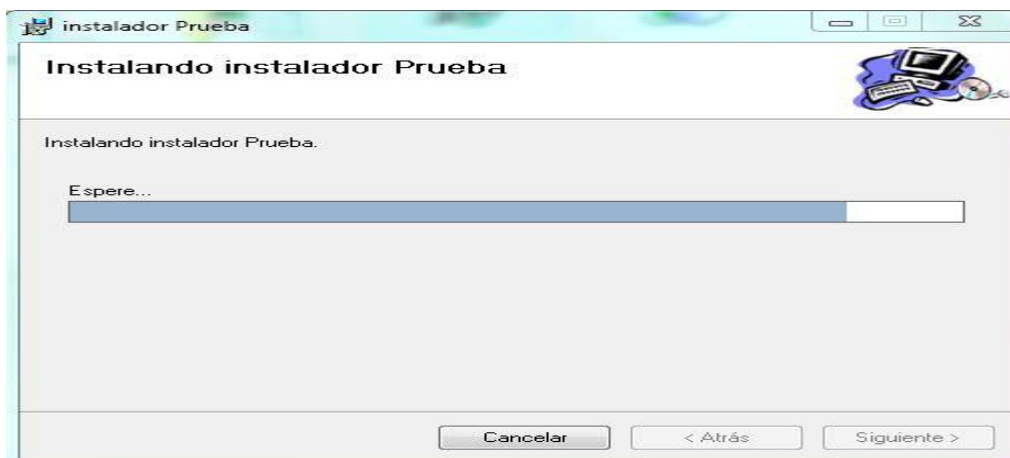 instalador Prueba
Instalando instalador Prueba
Instalando instalador Prueba.
Espere...
Cancelar
< Atrás
Siguiente >